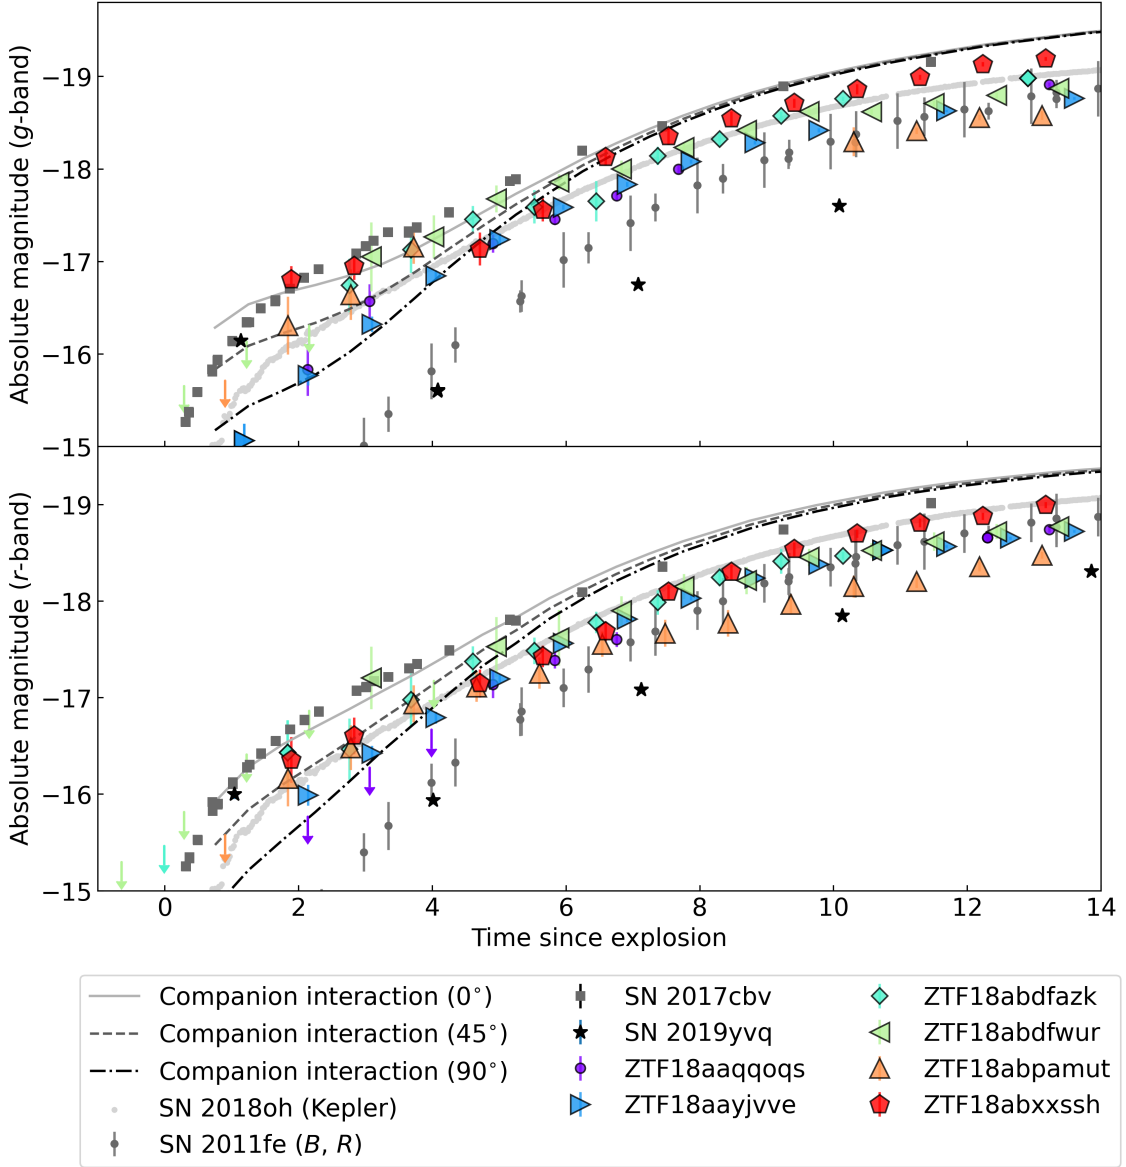 Absolute magnitude (g-band)
−19
−18
−17
−16
−15
Absolute magnitude (r-band)
−19
−18
−17
−16
−15
0 2 4 6 8 10 12 14
Time since explosion
Companion interaction (0°)
Companion interaction (45°)
Companion interaction (90°)
SN 2018oh (Kepler)
SN 2011fe (B, R)
SN 2017cbv
SN 2019yvq
ZTF18aaqqoqs
ZTF18aayjvve
ZTF18abdfazk
ZTF18abdfwur
ZTF18abpamut
ZTF18abxxssh